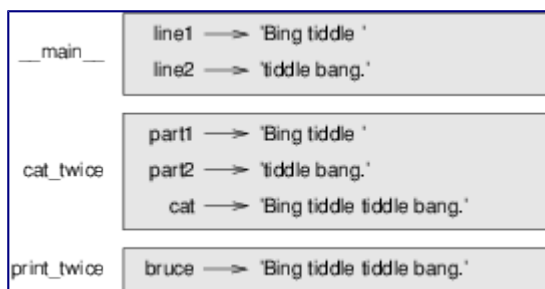 __main__
line1 → 'Bing tiddle '
line2 → 'tiddle bang.'
cat_twice
part1 → 'Bing tiddle '
part2 → 'tiddle bang.'
cat → 'Bing tiddle tiddle bang.'
print_twice
bruce → 'Bing tiddle tiddle bang.'